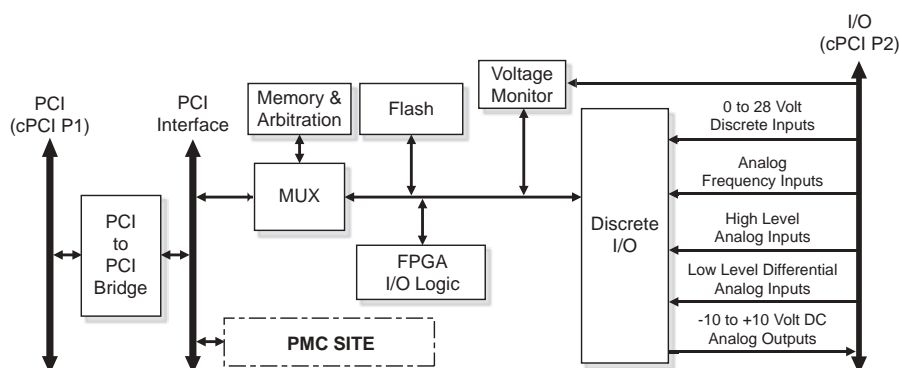 I/O
(cPCI P2)
PCI
(cPCI P1)
PCI
Interface
Memory &
Arbitration
Flash
Voltage
Monitor
0 to 28 Volt
Discrete Inputs
Analog
Frequency Inputs
MUX
PCI
to
PCI
Bridge
Discrete
I/O
High Level
Analog Inputs
FPGA
I/O Logic
Low Level Differential
Analog Inputs
PMC SITE
-10 to +10 Volt DC
Analog Outputs